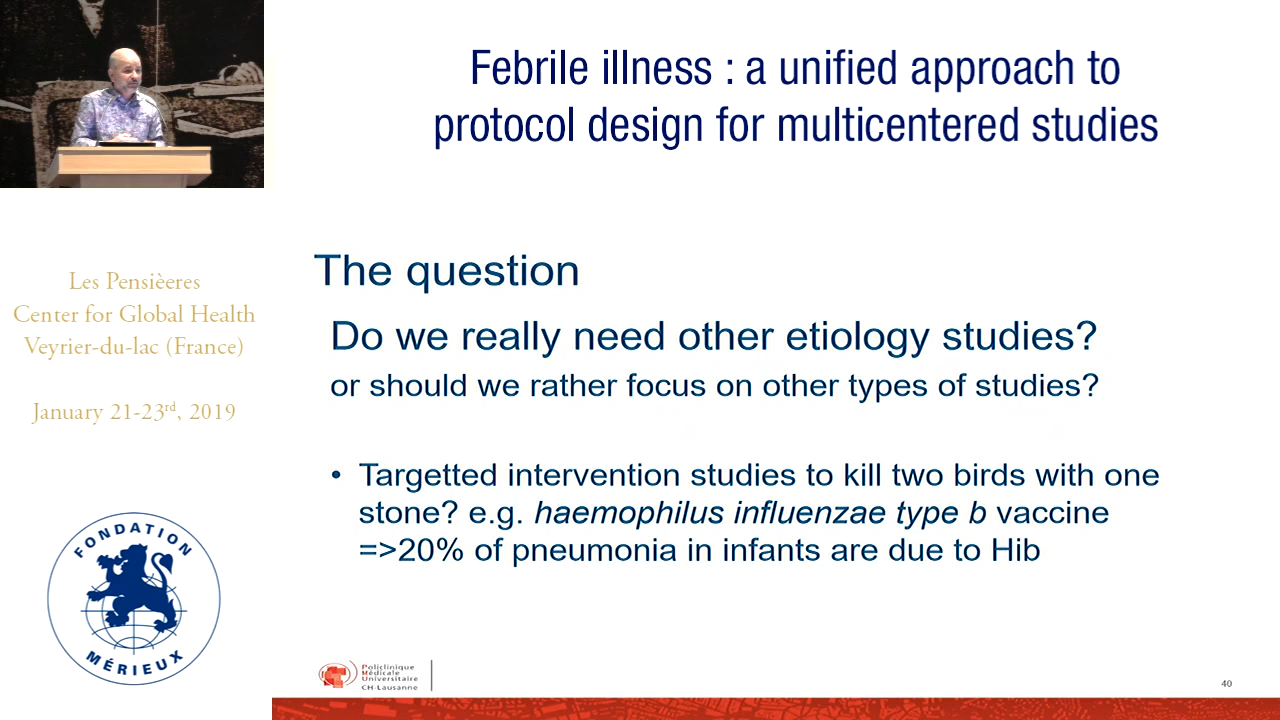 Febrile illness : a unified approach to
protocol design for multicentered studies
Les Pensièeres
Center for Global Health
Veyrier-du-lac (France)
January 21-23rd, 2019
FONDATION
MÉRIEUX
The question
Do we really need other etiology studies?
or should we rather focus on other types of studies?
• Targetted intervention studies to kill two birds with one
stone? e.g. haemophilus influenzae type b vaccine
=>20% of pneumonia in infants are due to Hib
Policlinique
Médicale
Universitaire
CH-Lausanne
40